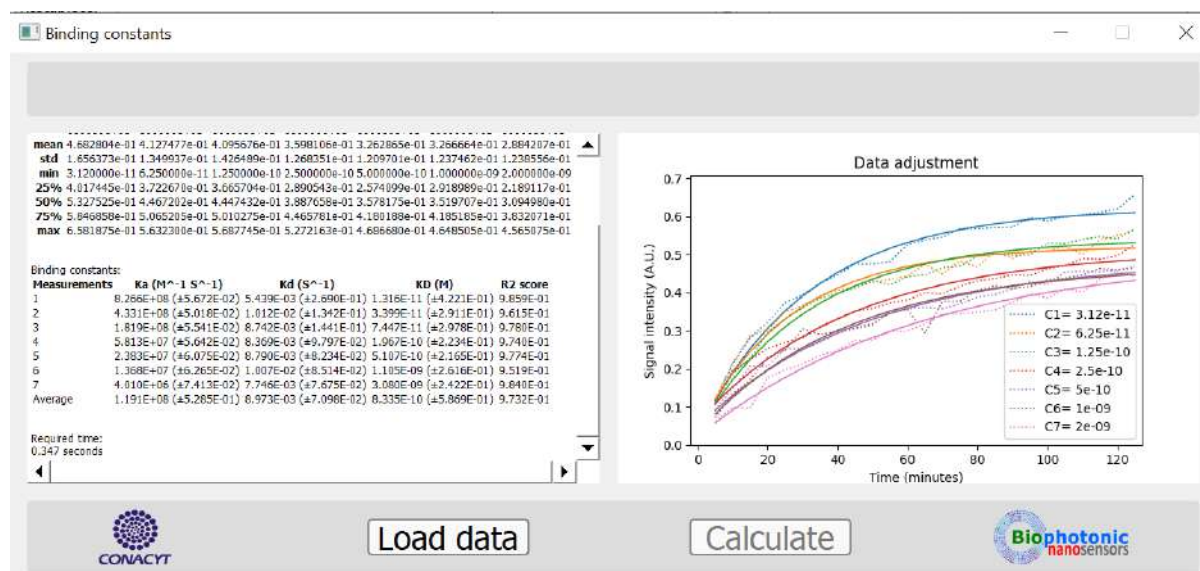 Binding constants
mean 4.682804e-01 4.127477e-01 4.095676e-01 3.598106e-01 3.262865e-01 3.266664e-01 2.884207e-01
std 1.656373e-01 1.349937e-01 1.426489e-01 1.268351e-01 1.209701e-01 1.237462e-01 1.238556e-01
min 3.120000e-11 6.250000e-11 1.250000e-10 2.500000e-10 5.000000e-10 1.000000e-09 2.000000e-09
25% 4.017445e-01 3.722670e-01 3.665704e-01 2.890543e-01 2.574099e-01 2.918989e-01 2.189117e-01
50% 5.327525e-01 4.467202e-01 4.447432e-01 3.887658e-01 3.578175e-01 3.519707e-01 3.094980e-01
75% 5.846858e-01 5.065205e-01 5.010275e-01 4.465781e-01 4.180188e-01 4.185185e-01 3.832071e-01
max 6.581875e-01 5.632300e-01 5.687745e-01 5.272163e-01 4.686680e-01 4.648505e-01 4.565075e-01
Binding constants:
Measurements Ka (M^-1 S^-1) Kd (S^-1) KD (M) R2 score
1 8.266E+08 (±5.672E-02) 5.439E-03 (±2.690E-01) 1.316E-11 (±4.221E-01) 9.859E-01
2 4.331E+08 (±5.018E-02) 1.012E-02 (±1.342E-01) 3.399E-11 (±2.911E-01) 9.615E-01
3 1.819E+08 (±5.541E-02) 8.742E-03 (±1.441E-01) 7.447E-11 (±2.978E-01) 9.780E-01
4 5.813E+07 (±5.642E-02) 8.369E-03 (±9.797E-02) 1.967E-10 (±2.234E-01) 9.740E-01
5 2.383E+07 (±6.075E-02) 8.790E-03 (±8.234E-02) 5.107E-10 (±2.165E-01) 9.774E-01
6 1.368E+07 (±6.265E-02) 1.007E-02 (±8.514E-02) 1.105E-09 (±2.616E-01) 9.519E-01
7 4.010E+06 (±7.413E-02) 7.746E-03 (±7.675E-02) 3.080E-09 (±2.422E-01) 9.840E-01
Average 1.191E+08 (±5.285E-01) 8.973E-03 (±7.098E-02) 8.335E-10 (±5.869E-01) 9.732E-01
Required time:
0.347 seconds
Data adjustment
Signal intensity (A.U.)
0.7
0.6
0.5
0.4
0.3
0.2
0.1
0.0
0 20 40 60 80 100 120
Time (minutes)
C1= 3.12e-11
C2= 6.25e-11
C3= 1.25e-10
C4= 2.5e-10
C5= 5e-10
C6= 1e-09
C7= 2e-09
CONACYT
Load data
Calculate
Biophotonic
nanosensors